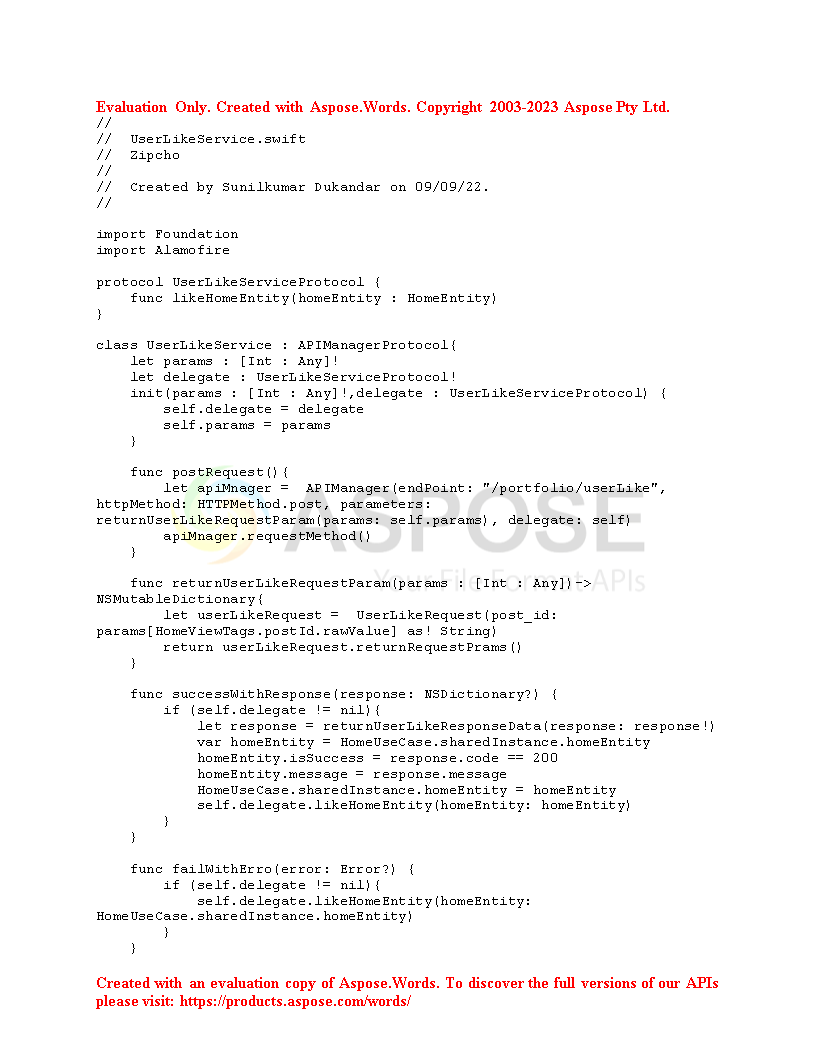 Evaluation Only. Created with Aspose.Words. Copyright 2003-2023 Aspose Pty Ltd.
//
//  UserLikeService.swift
//  Zipcho
//
//  Created by Sunilkumar Dukandar on 09/09/22.
//

import Foundation
import Alamofire

protocol UserLikeServiceProtocol {
    func likeHomeEntity(homeEntity : HomeEntity)
}

class UserLikeService : APIManagerProtocol{
    let params : [Int : Any]!
    let delegate : UserLikeServiceProtocol!
    init(params : [Int : Any]!,delegate : UserLikeServiceProtocol) {
        self.delegate = delegate
        self.params = params
    }

    func postRequest(){
        let apiMnager =  APIManager(endPoint: "/portfolio/userLike",
httpMethod: HTTPMethod.post, parameters:
returnUserLikeRequestParam(params: self.params), delegate: self)
        apiMnager.requestMethod()
    }
ASPOSE
Your File Format APIs

    func returnUserLikeRequestParam(params : [Int : Any])->
NSMutableDictionary{
        let userLikeRequest =  UserLikeRequest(post_id:
params[HomeViewTags.postId.rawValue] as! String)
        return userLikeRequest.returnRequestPrams()
    }

    func successWithResponse(response: NSDictionary?) {
        if (self.delegate != nil){
            let response = returnUserLikeResponseData(response: response!)
            var homeEntity = HomeUseCase.sharedInstance.homeEntity
            homeEntity.isSuccess = response.code == 200
            homeEntity.message = response.message
            HomeUseCase.sharedInstance.homeEntity = homeEntity
            self.delegate.likeHomeEntity(homeEntity: homeEntity)
        }
    }

    func failWithErro(error: Error?) {
        if (self.delegate != nil){
            self.delegate.likeHomeEntity(homeEntity:
HomeUseCase.sharedInstance.homeEntity)
        }
    }

Created with an evaluation copy of Aspose.Words. To discover the full versions of our APIs
please visit: https://products.aspose.com/words/